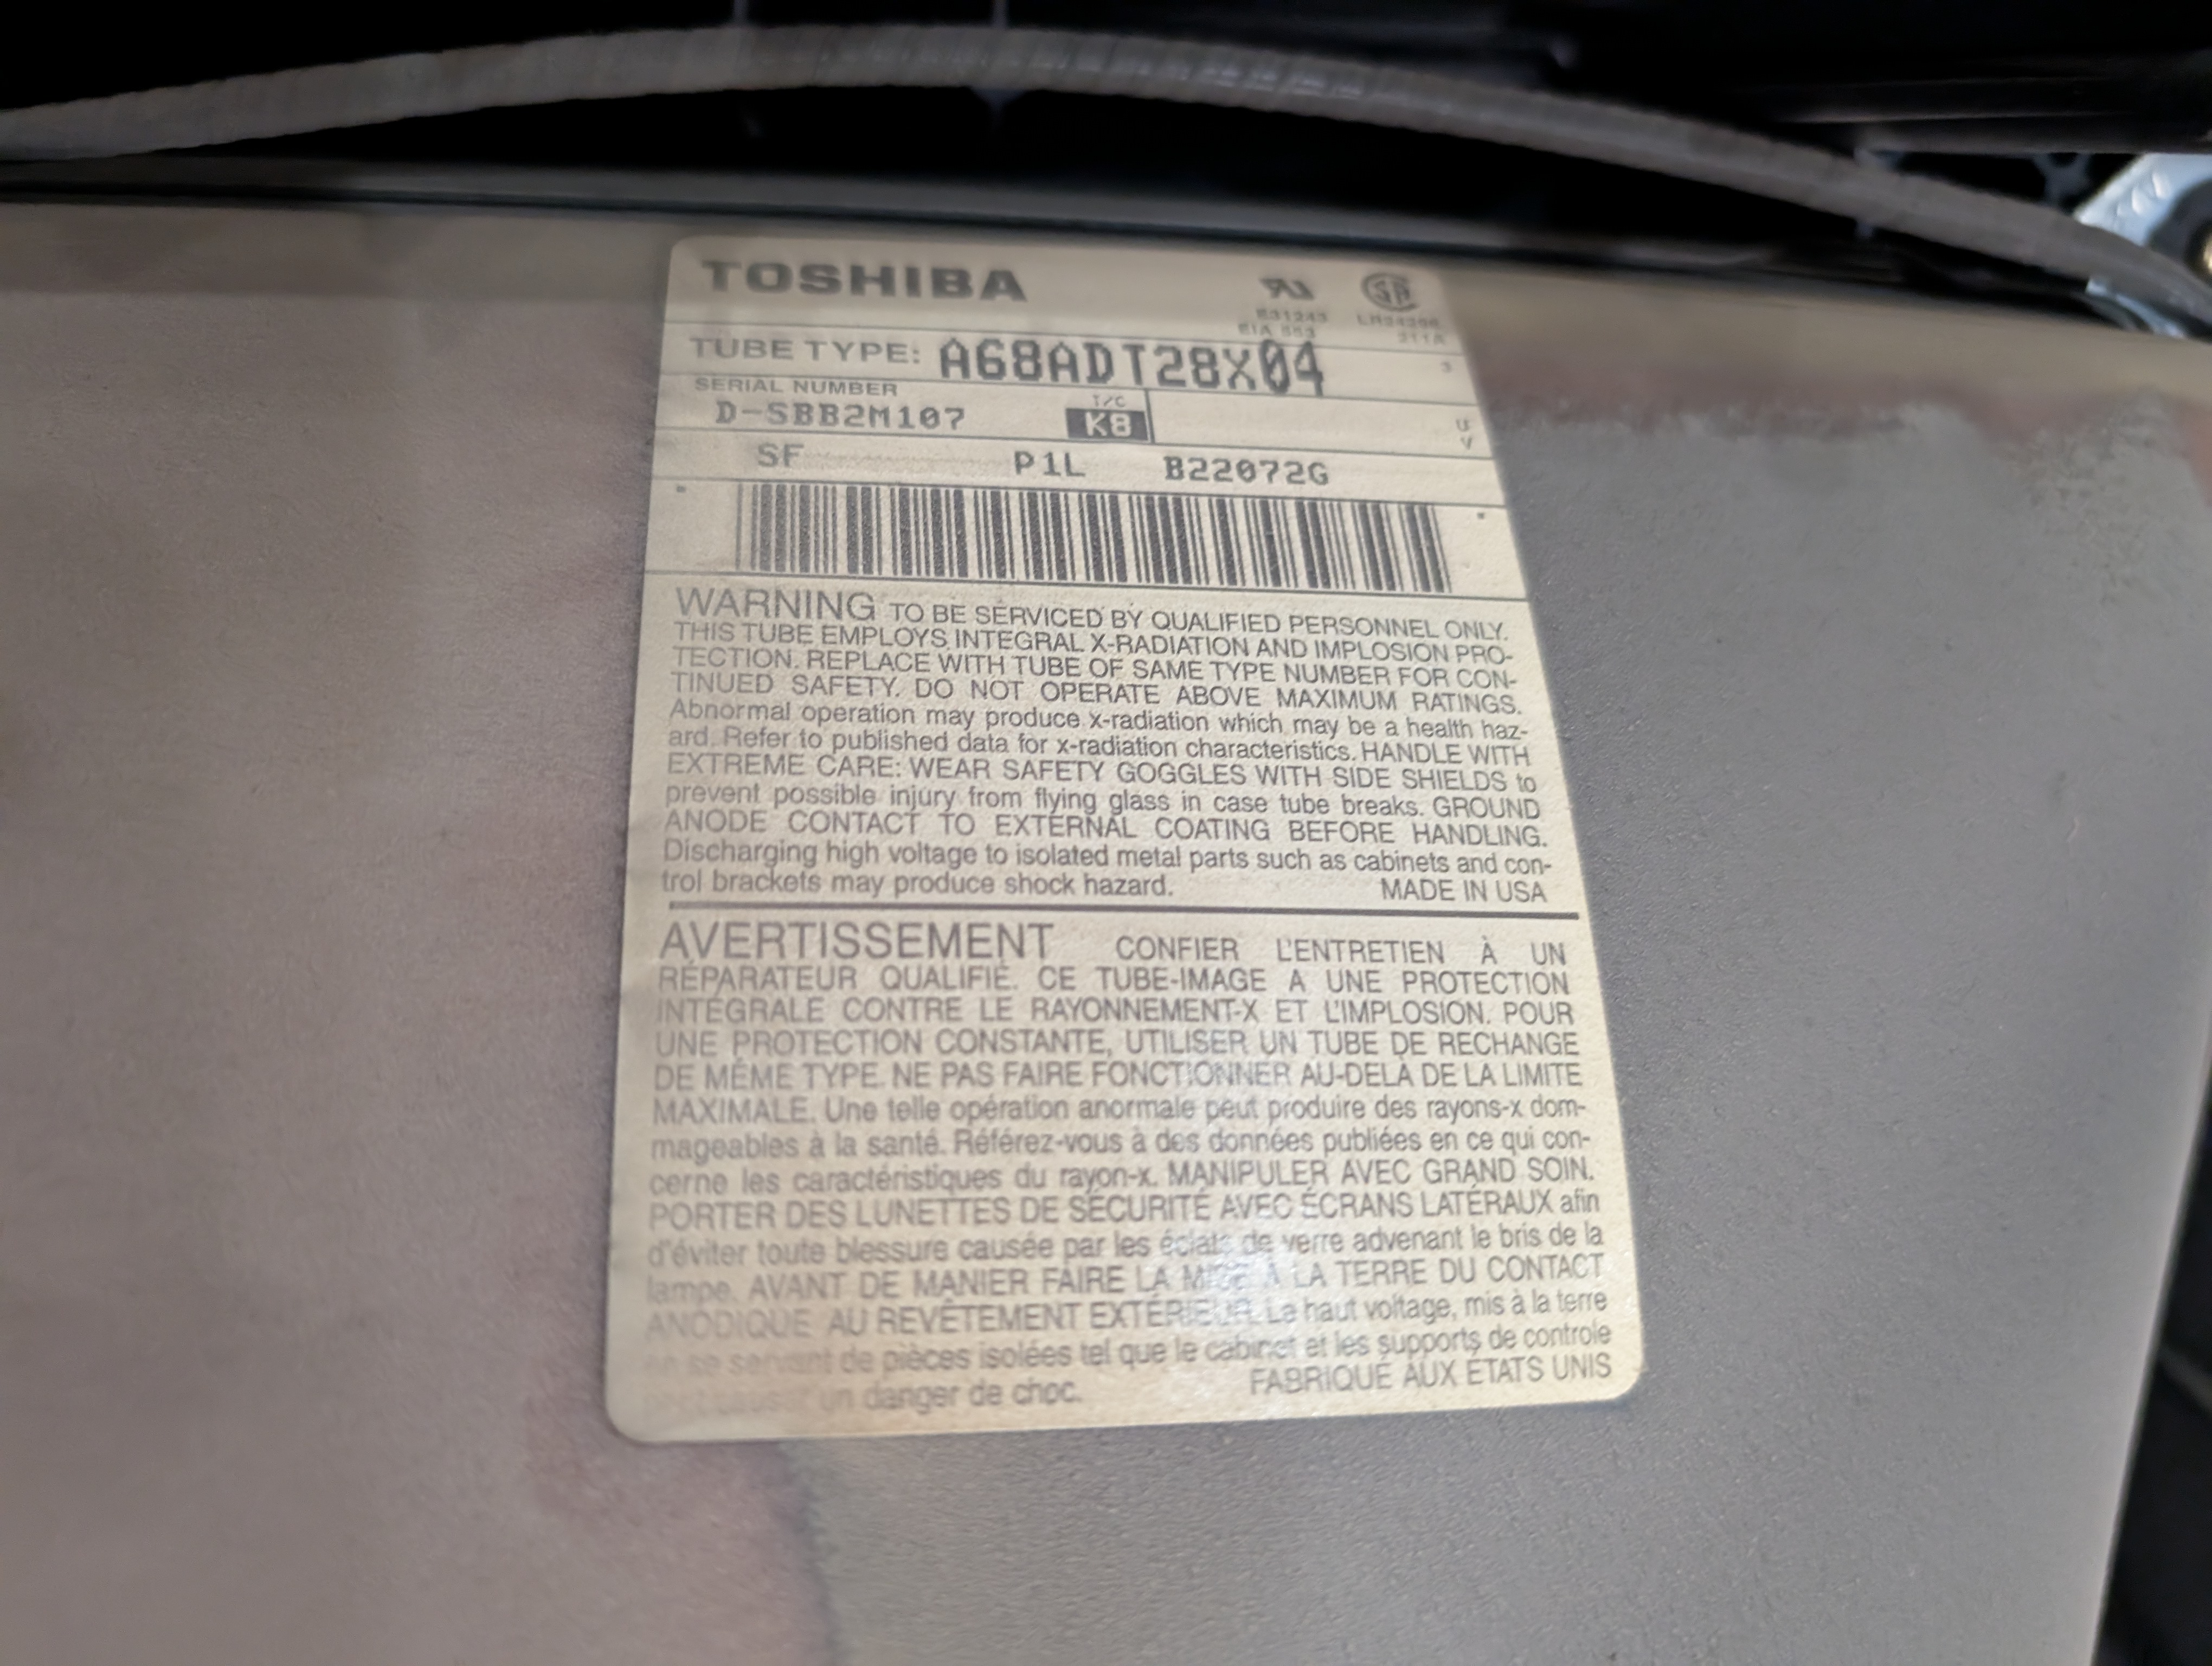 TOSHIBA
E31243
EIA 552
TUBE TYPE: A68ADT28X04
3
SERIAL NUMBER
D-SBB2M107
T/C
K8
U
V
SF P1L B22072G
WARNING TO BE SERVICED BY QUALIFIED PERSONNEL ONLY.
THIS TUBE EMPLOYS INTEGRAL X-RADIATION AND IMPLOSION PRO-
TECTION. REPLACE WITH TUBE OF SAME TYPE NUMBER FOR CON-
TINUED SAFETY. DO NOT OPERATE ABOVE MAXIMUM RATINGS.
Abnormal operation may produce x-radiation which may be a health haz-
ard. Refer to published data for x-radiation characteristics. HANDLE WITH
EXTREME CARE: WEAR SAFETY GOGGLES WITH SIDE SHIELDS to
prevent possible injury from flying glass in case tube breaks. GROUND
ANODE CONTACT TO EXTERNAL COATING BEFORE HANDLING.
Discharging high voltage to isolated metal parts such as cabinets and con-
trol brackets may produce shock hazard. MADE IN USA
AVERTISSEMENT CONFIER L'ENTRETIEN À UN
RÉPARATEUR QUALIFIÉ. CE TUBE-IMAGE A UNE PROTECTION
INTÉGRALE CONTRE LE RAYONNEMENT-X ET L'IMPLOSION. POUR
UNE PROTECTION CONSTANTE, UTILISER UN TUBE DE RECHANGE
DE MÊME TYPE. NE PAS FAIRE FONCTIONNER AU-DELÀ DE LA LIMITE
MAXIMALE. Une telle opération anormale peut produire des rayons-x dom-
mageables à la santé. Référez-vous à des données publiées en ce qui con-
cerne les caractéristiques du rayon-x. MANIPULER AVEC GRAND SOIN.
PORTER DES LUNETTES DE SÉCURITÉ AVEC ÉCRANS LATÉRAUX afin
d'éviter toute blessure causée par les éclats de verre advenant le bris de la
lampe. AVANT DE MANIER FAIRE LA MISE À LA TERRE DU CONTACT
ANODIQUE AU REVÊTEMENT EXTÉRIEUR. Le haut voltage, mis à la terre
en se servant de pièces isolées tel que le cabinet et les supports de controle
un danger de choc. FABRIQUÉ AUX ÉTATS UNIS